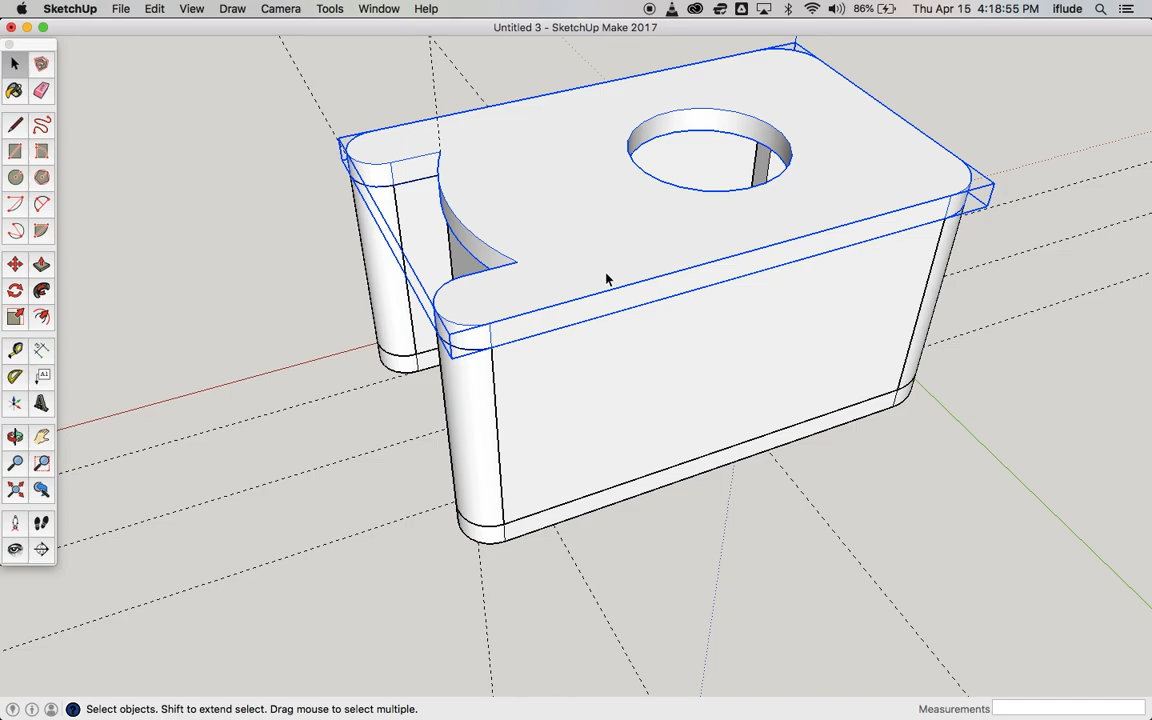 SketchUp File Edit View Draw Camera Tools Window Help 86% Thu Apr 15 4:18:55 PM iflude
Untitled 3 - SketchUp Make 2017
A1
Select objects. Shift to extend select. Drag mouse to select multiple. Measurements